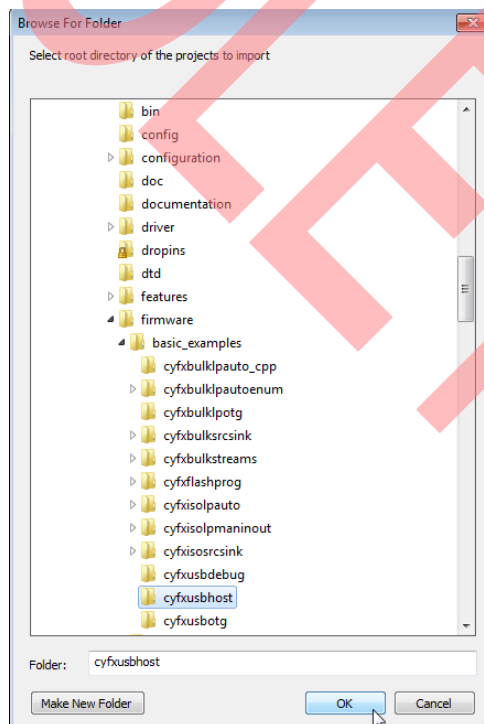 Browse For Folder
Select root directory of the projects to import
bin
config
configuration
doc
documentation
driver
dropins
dtd
features
firmware
basic_examples
cyfxbulklpauto_cpp
cyfxbulklpautoenum
cyfxbulklpotg
cyfxbulksrcsink
cyfxbulkstreams
cyfxflashprog
cyfxisolpauto
cyfxisolpmaninout
cyfxisosrcsink
cyfxusbdebug
cyfxusbhost
cyfxusbotg
Folder: cyfxusbhost
Make New Folder OK Cancel